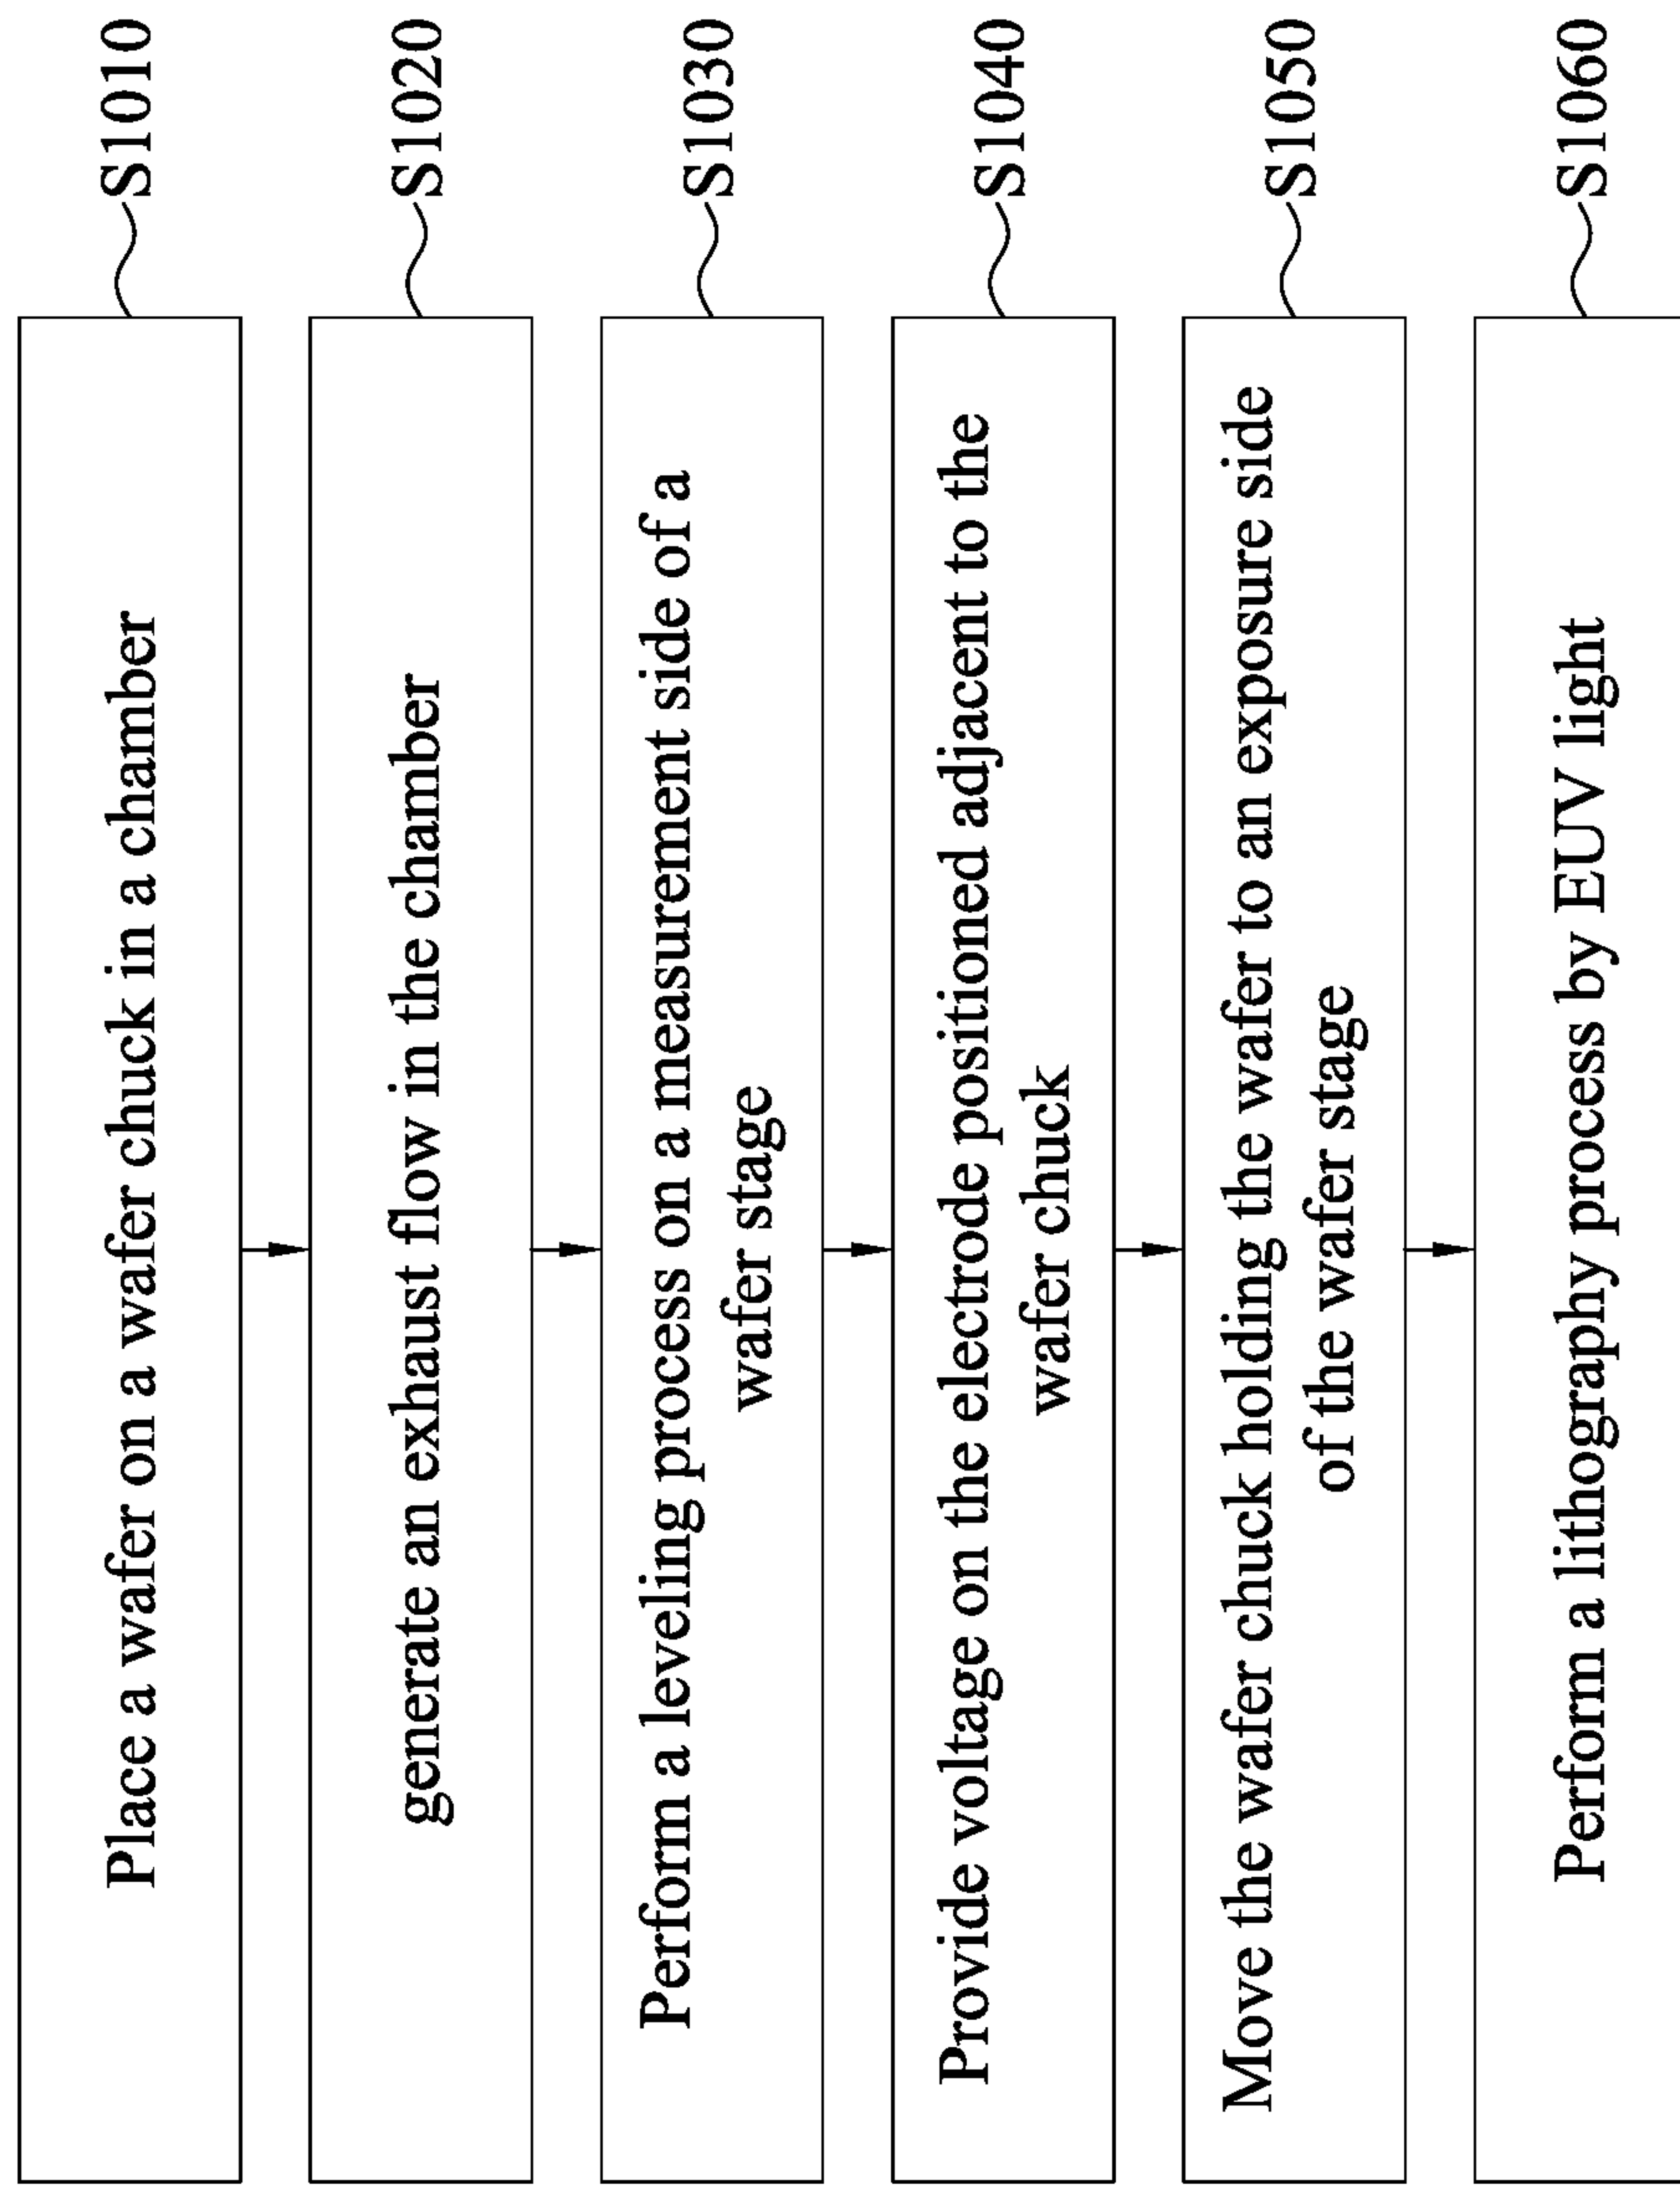 Place a wafer on a wafer chuck in a chamber
S1010
generate an exhaust flow in the chamber
S1020
Perform a leveling process on a measurement side of a
wafer stage
S1030
Provide voltage on the electrode positioned adjacent to the
wafer chuck
S1040
Move the wafer chuck holding the wafer to an exposure side
of the wafer stage
S1050
Perform a lithography process by EUV light
S1060